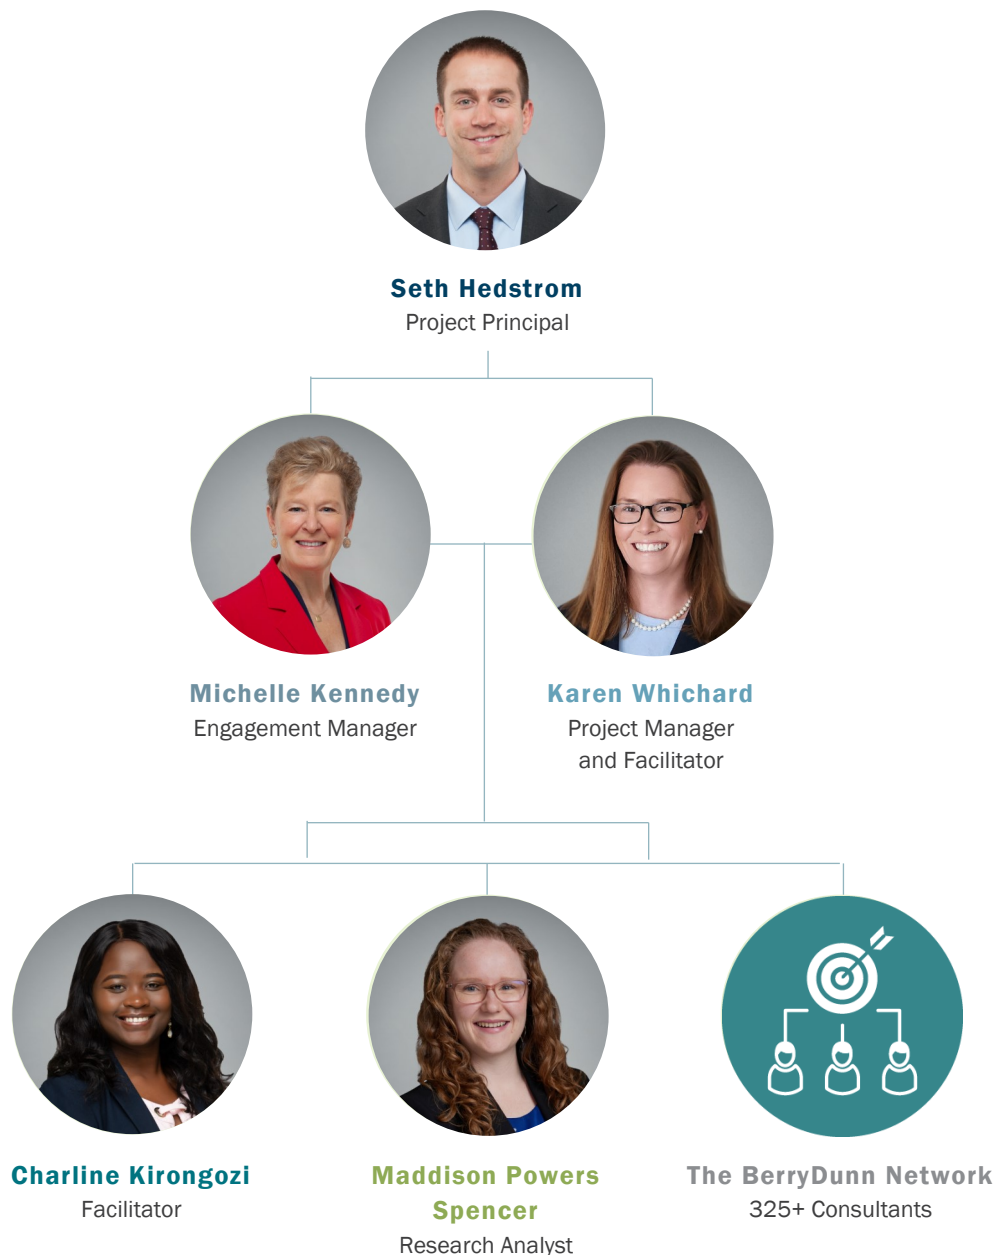 Seth Hedstrom
Project Principal
Michelle Kennedy
Engagement Manager
Karen Whichard
Project Manager
and Facilitator
Charline Kirongozi
Facilitator
Maddison Powers
Spencer
Research Analyst
The BerryDunn Network
325+ Consultants